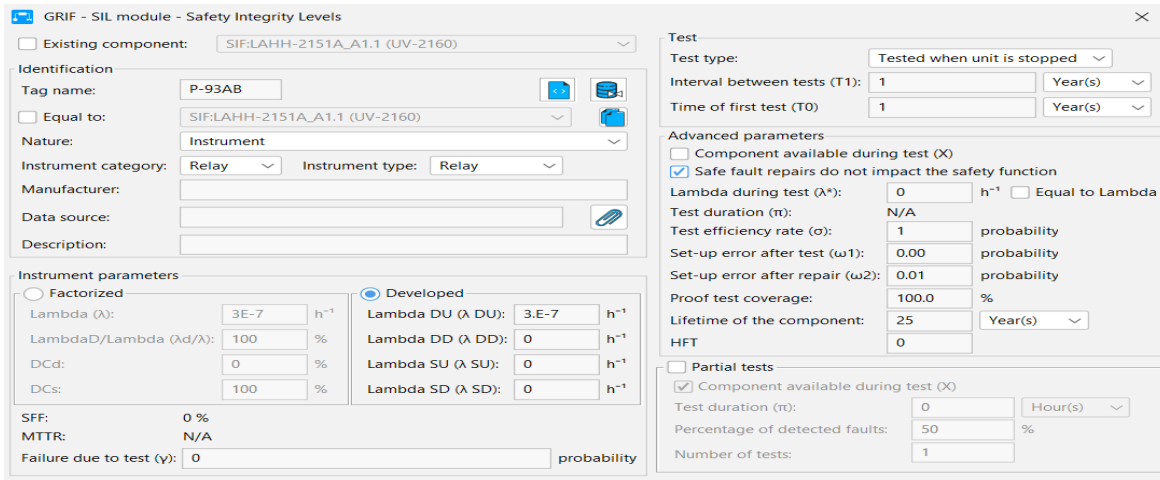 GRIF - SIL module - Safety Integrity Levels
Existing component: SIF:LAHH-2151A_A1.1 (UV-2160)
Identification
Tag name: P-93AB
Equal to: SIF:LAHH-2151A_A1.1 (UV-2160)
Nature: Instrument
Instrument category: Relay Instrument type: Relay
Manufacturer:
Data source:
Description:
Instrument parameters
Factorized
Lambda (λ): 3E-7 h⁻¹
LambdaD/Lambda (λd/λ): 100 %
DCd: 0 %
DCs: 100 %
Developed
Lambda DU (λ DU): 3.E-7 h⁻¹
Lambda DD (λ DD): 0 h⁻¹
Lambda SU (λ SU): 0 h⁻¹
Lambda SD (λ SD): 0 h⁻¹
SFF: 0 %
MTTR: N/A
Failure due to test (γ): 0 probability
Test
Test type: Tested when unit is stopped
Interval between tests (T1): 1 Year(s)
Time of first test (T0) 1 Year(s)
Advanced parameters
Component available during test (X)
Safe fault repairs do not impact the safety function
Lambda during test (λ*): 0 h⁻¹ Equal to Lambda
Test duration (π): N/A
Test efficiency rate (σ): 1 probability
Set-up error after test (ω1): 0.00 probability
Set-up error after repair (ω2): 0.01 probability
Proof test coverage: 100.0 %
Lifetime of the component: 25 Year(s)
HFT 0
Partial tests
Component available during test (X)
Test duration (π): 0 Hour(s)
Percentage of detected faults: 50 %
Number of tests: 1